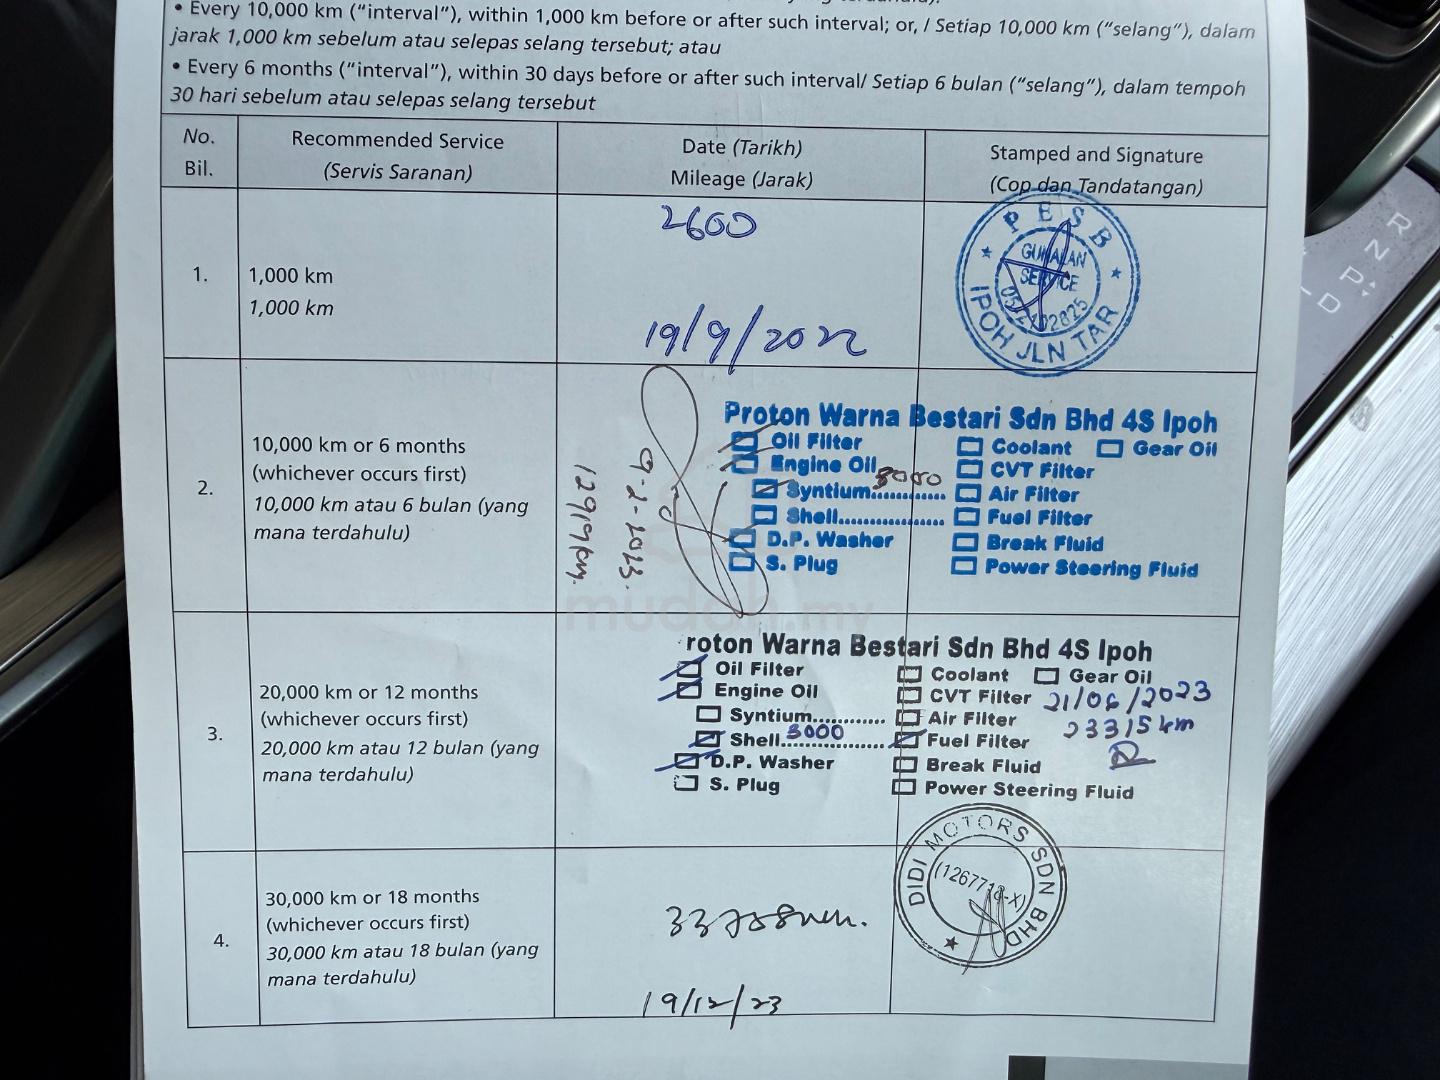 • Every 10,000 km (“interval”), within 1,000 km before or after such interval; or, / Setiap 10,000 km (“selang”), dalam
jarak 1,000 km sebelum atau selepas selang tersebut; atau
• Every 6 months (“interval”), within 30 days before or after such interval/ Setiap 6 bulan (“selang”), dalam tempoh
30 hari sebelum atau selepas selang tersebut
No.
Bil.
Recommended Service
(Servis Saranan)
Date (Tarikh)
Mileage (Jarak)
Stamped and Signature
(Cop dan Tandatangan)
1.
1,000 km
1,000 km
2600
19/9/2022
PESB
SERVICE
IPOH JLN TAR
2.
10,000 km or 6 months
(whichever occurs first)
10,000 km atau 6 bulan (yang
mana terdahulu)
9-2-2023.
12919km.
Proton Warna Bestari Sdn Bhd 4S Ipoh
Oil Filter
Engine Oil
Syntium............. 8000
Shell...................
D.P. Washer
S. Plug
Coolant Gear Oil
CVT Filter
Air Filter
Fuel Filter
Break Fluid
Power Steering Fluid
mudah.my
3.
20,000 km or 12 months
(whichever occurs first)
20,000 km atau 12 bulan (yang
mana terdahulu)
roton Warna Bestari Sdn Bhd 4S Ipoh
Oil Filter
Engine Oil
Syntium.............
Shell................... 8000
D.P. Washer
S. Plug
Coolant Gear Oil
CVT Filter
Air Filter
Fuel Filter
Break Fluid
Power Steering Fluid
21/06/2023
23315 km
4.
30,000 km or 18 months
(whichever occurs first)
30,000 km atau 18 bulan (yang
mana terdahulu)
19/12/23
DIDI MOTORS SDN BHD
R
N
P
D